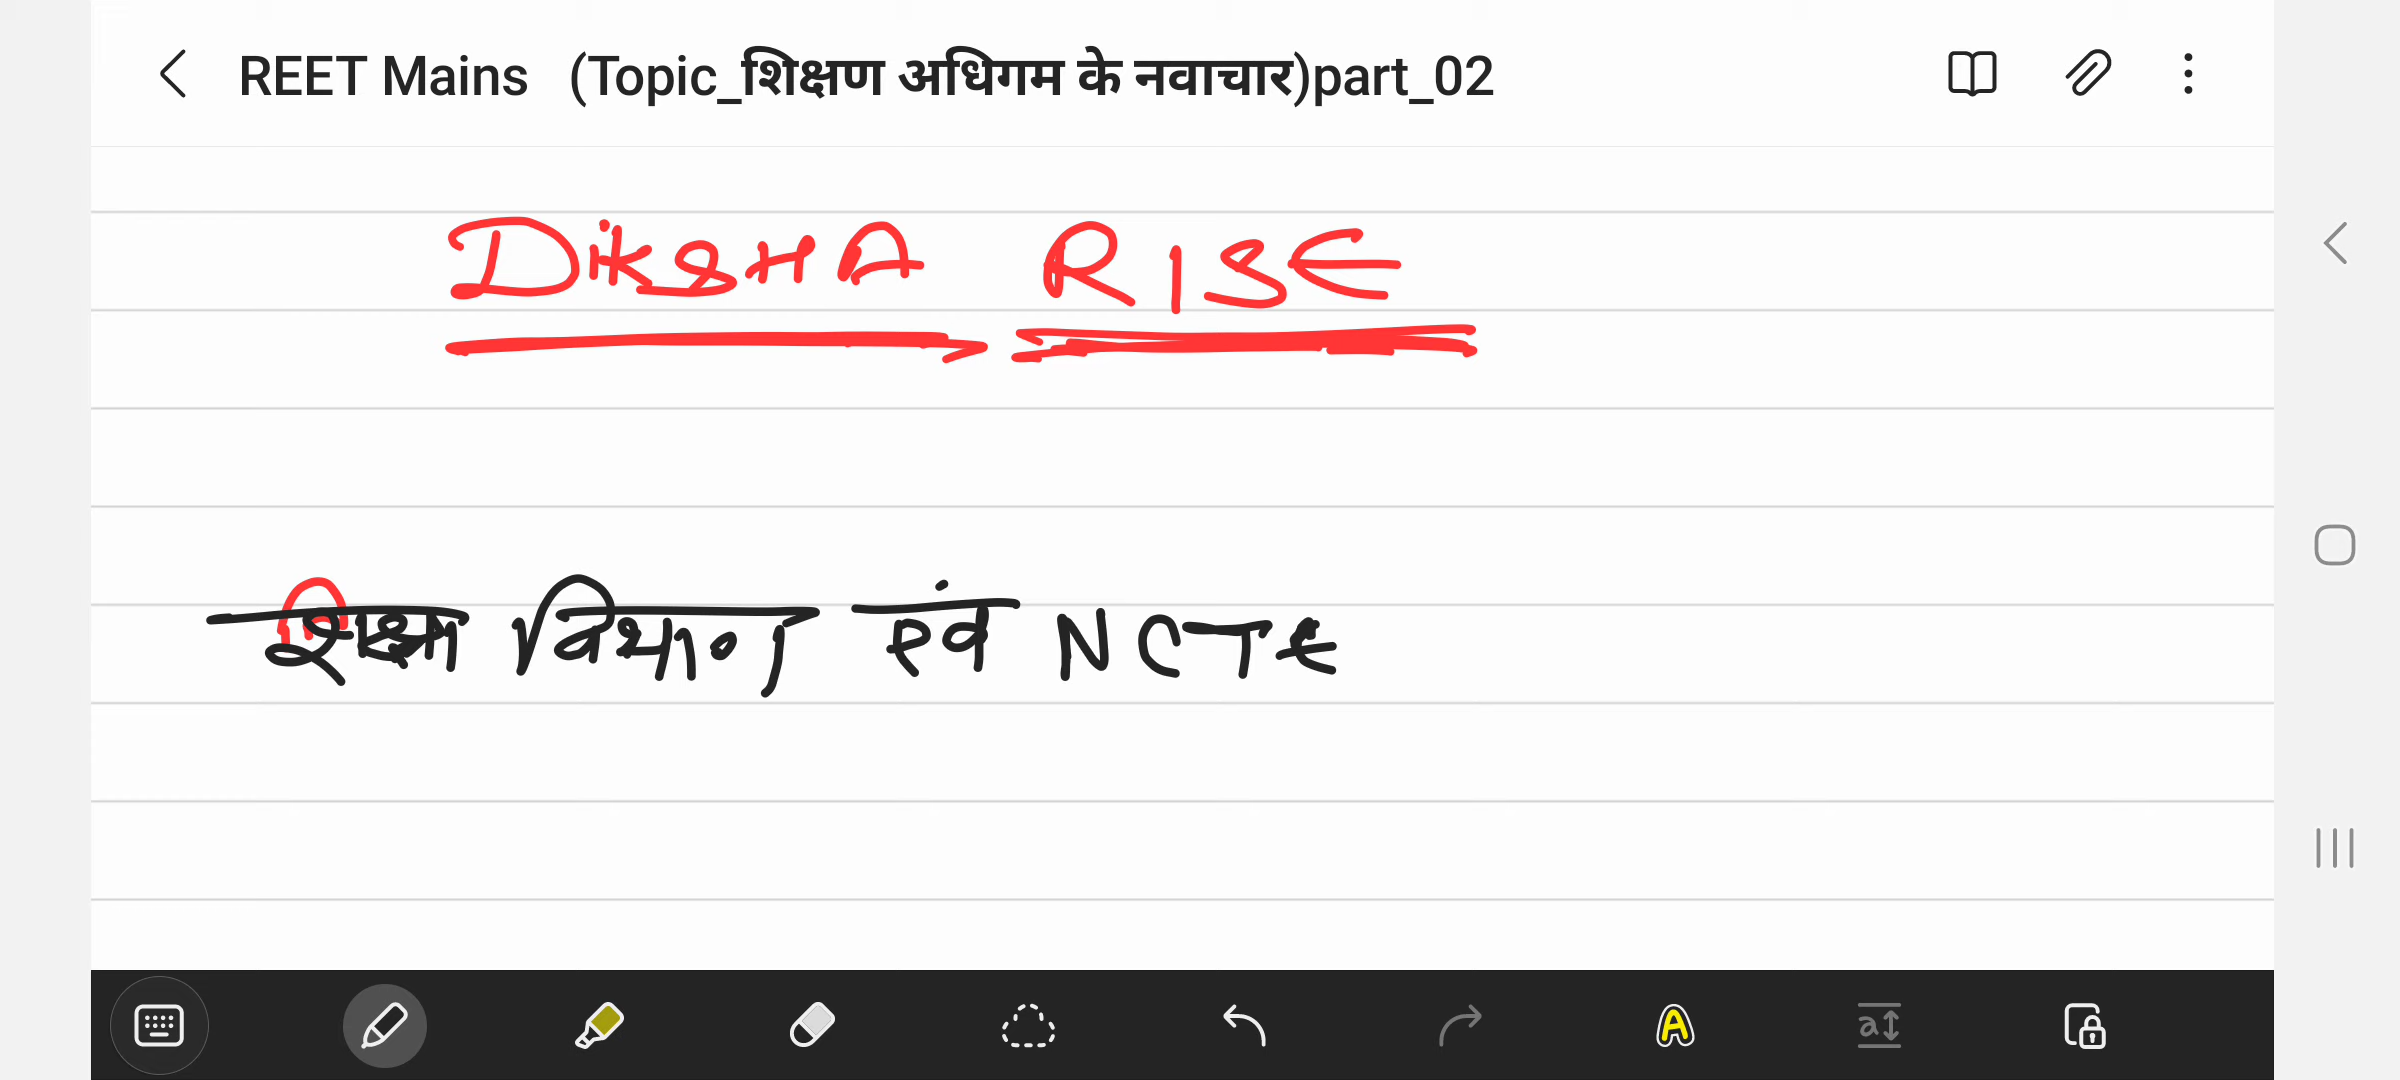 REET Mains (Topic_शिक्षण अधिगम के नवाचार)part_02
DiKSHA RISE
शिक्षा विभाग एवं NCTE